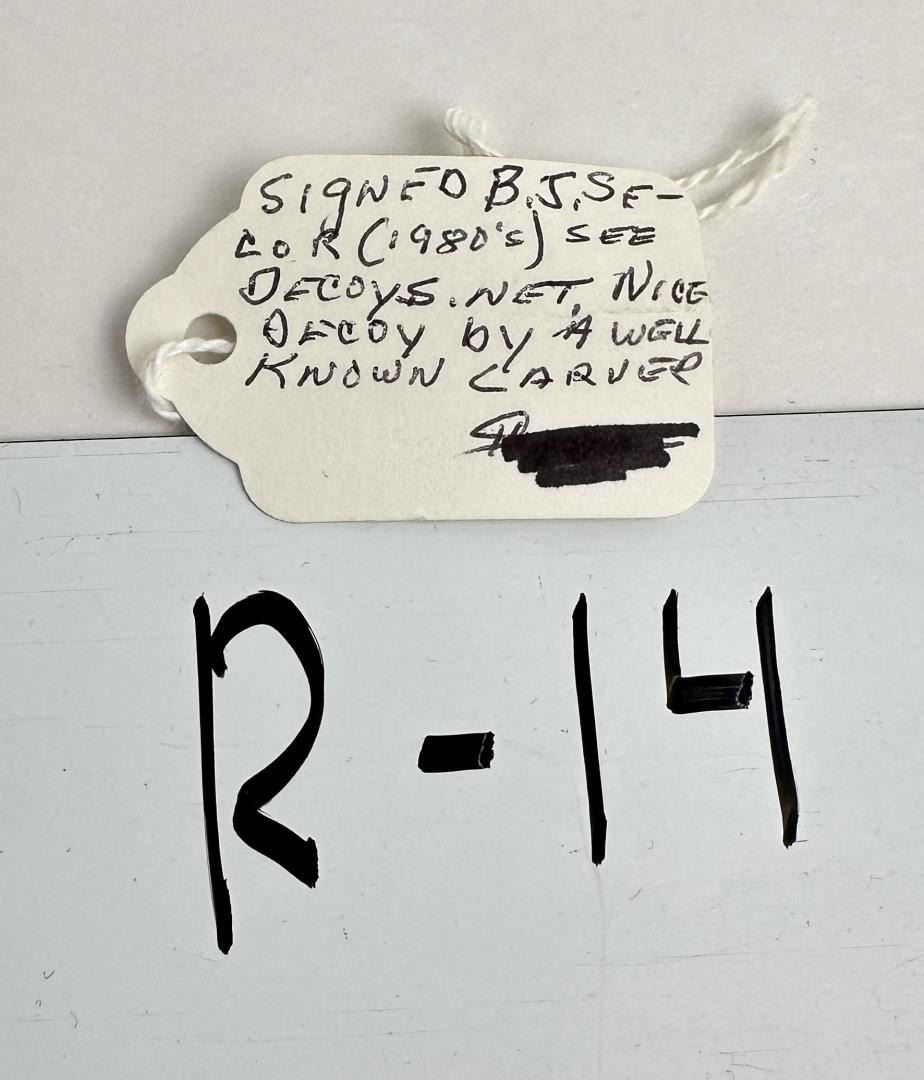 SIGNED B.J. SE-
COR (1980's) SEE
DECOYS.NET. NICE
DECOY by A WELL
KNOWN CARVER
R-14